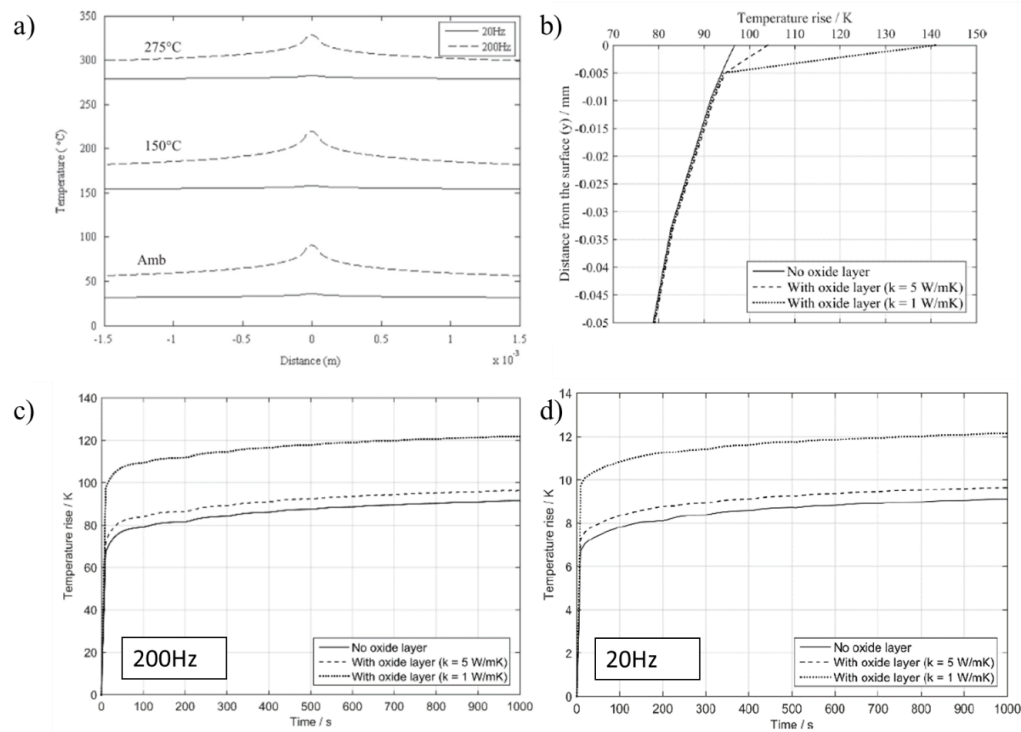 a)
350
300
250
200
150
100
50
0
Temperature ( °C)
275°C
150°C
Amb
20Hz
200Hz
-1.5
-1
-0.5
0
0.5
1
1.5
x 10⁻³
Distance (m)
b)
Temperature rise / K
70
80
90
100
110
120
130
140
150
0
-0.005
-0.01
-0.015
-0.02
-0.025
-0.03
-0.035
-0.04
-0.045
-0.05
Distance from the surface (y) / mm
No oxide layer
With oxide layer (k = 5 W/mK)
With oxide layer (k = 1 W/mK)
c)
140
120
100
80
60
40
20
0
Temperature rise / K
200Hz
No oxide layer
With oxide layer (k = 5 W/mK)
With oxide layer (k = 1 W/mK)
0
100
200
300
400
500
600
700
800
900
1000
Time / s
d)
14
12
10
8
6
4
2
0
Temperature rise / K
20Hz
No oxide layer
With oxide layer (k = 5 W/mK)
With oxide layer (k = 1 W/mK)
0
100
200
300
400
500
600
700
800
900
1000
Time / s